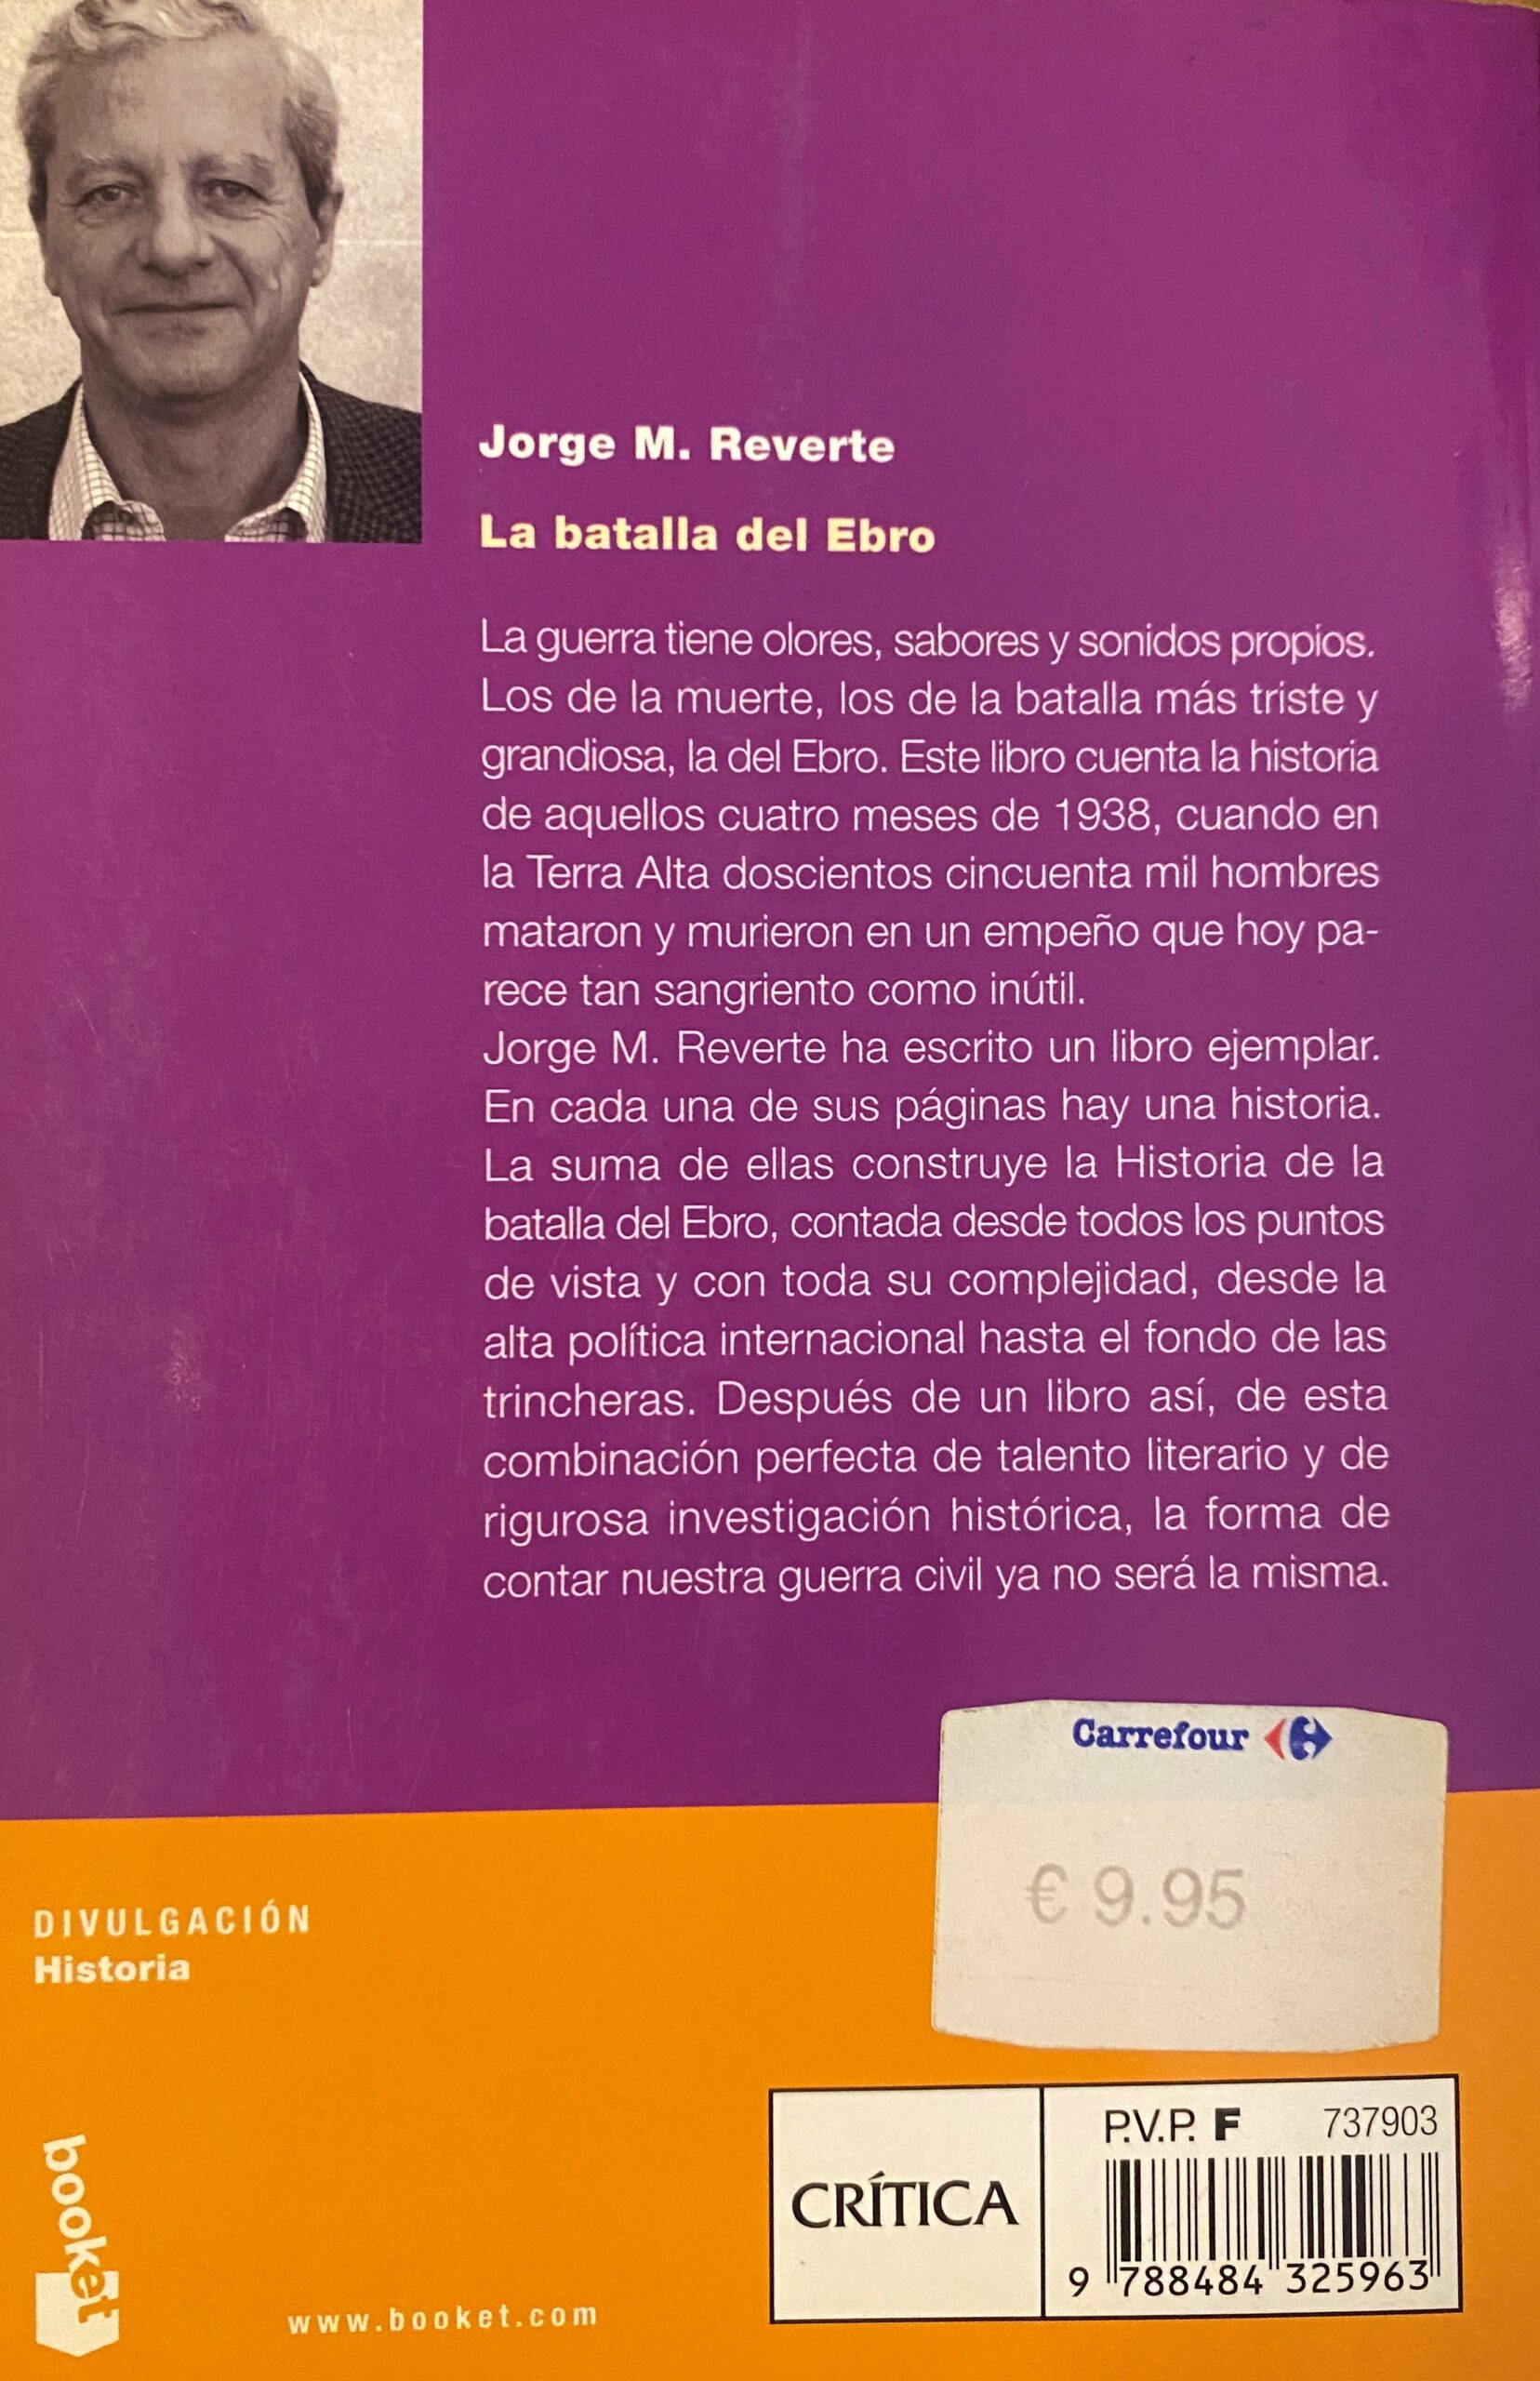 Jorge M. Reverte
La batalla del Ebro
La guerra tiene olores, sabores y sonidos propios.
Los de la muerte, los de la batalla más triste y
grandiosa, la del Ebro. Este libro cuenta la historia
de aquellos cuatro meses de 1938, cuando en
la Terra Alta doscientos cincuenta mil hombres
mataron y murieron en un empeño que hoy pa-
rece tan sangriento como inútil.
Jorge M. Reverte ha escrito un libro ejemplar.
En cada una de sus páginas hay una historia.
La suma de ellas construye la Historia de la
batalla del Ebro, contada desde todos los puntos
de vista y con toda su complejidad, desde la
alta política internacional hasta el fondo de las
trincheras. Después de un libro así, de esta
combinación perfecta de talento literario y de
rigurosa investigación histórica, la forma de
contar nuestra guerra civil ya no será la misma.
Carrefour
€ 9.95
DIVULGACIÓN
Historia
booket
www.booket.com
CRÍTICA
P.V.P. F 737903
9 788484 325963